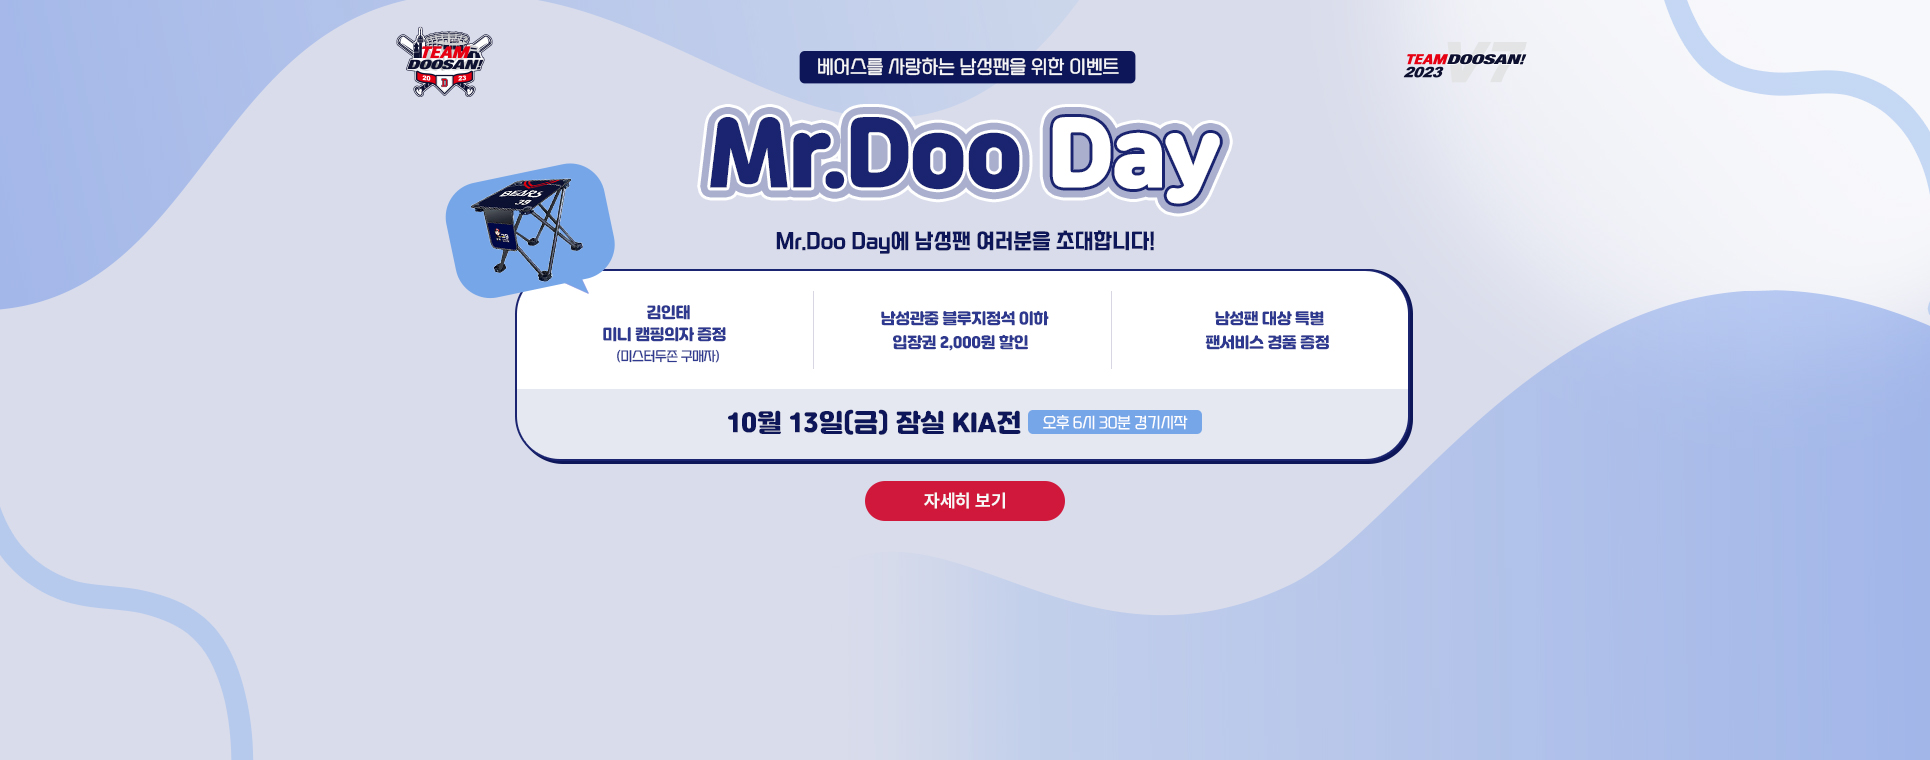 TEAM
DOOSAN!
20 D 23
베어스를 사랑하는 남성팬을 위한 이벤트
V7
TEAMDOOSAN!
2023
Mr.Doo Day
BEARS
39
39
Mr.Doo Day에 남성팬 여러분을 초대합니다!
김인태
미니 캠핑의자 증정
(미스터두존 구매자)
남성관중 블루지정석 이하
입장권 2,000원 할인
남성팬 대상 특별
팬서비스 경품 증정
10월 13일(금) 잠실 KIA전 오후 6시 30분 경기시작
자세히 보기